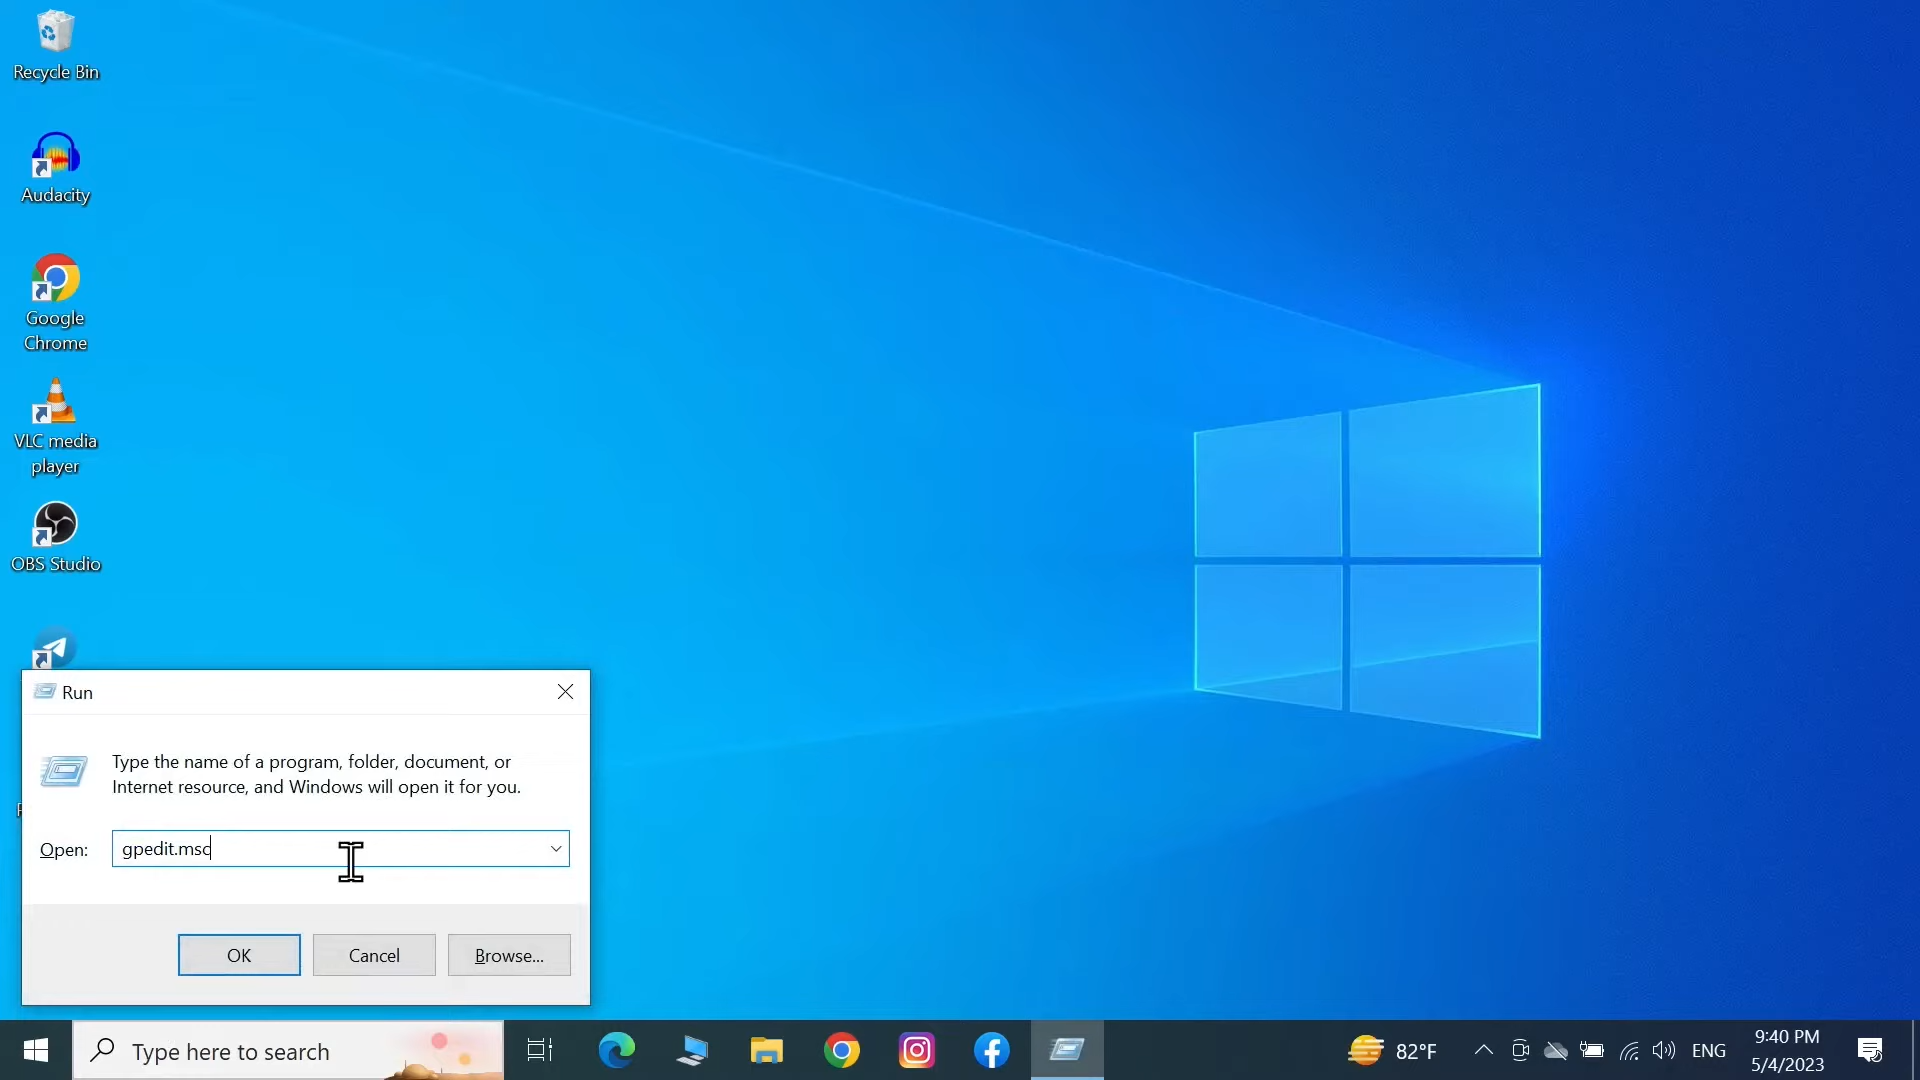 Recycle Bin
Audacity
Google
Chrome
VLC media
player
OBS Studio
Run
Type the name of a program, folder, document, or
Internet resource, and Windows will open it for you.
Open:
gpedit.msc
OK
Cancel
Browse...
Type here to search
82°F
ENG
9:40 PM
5/4/2023